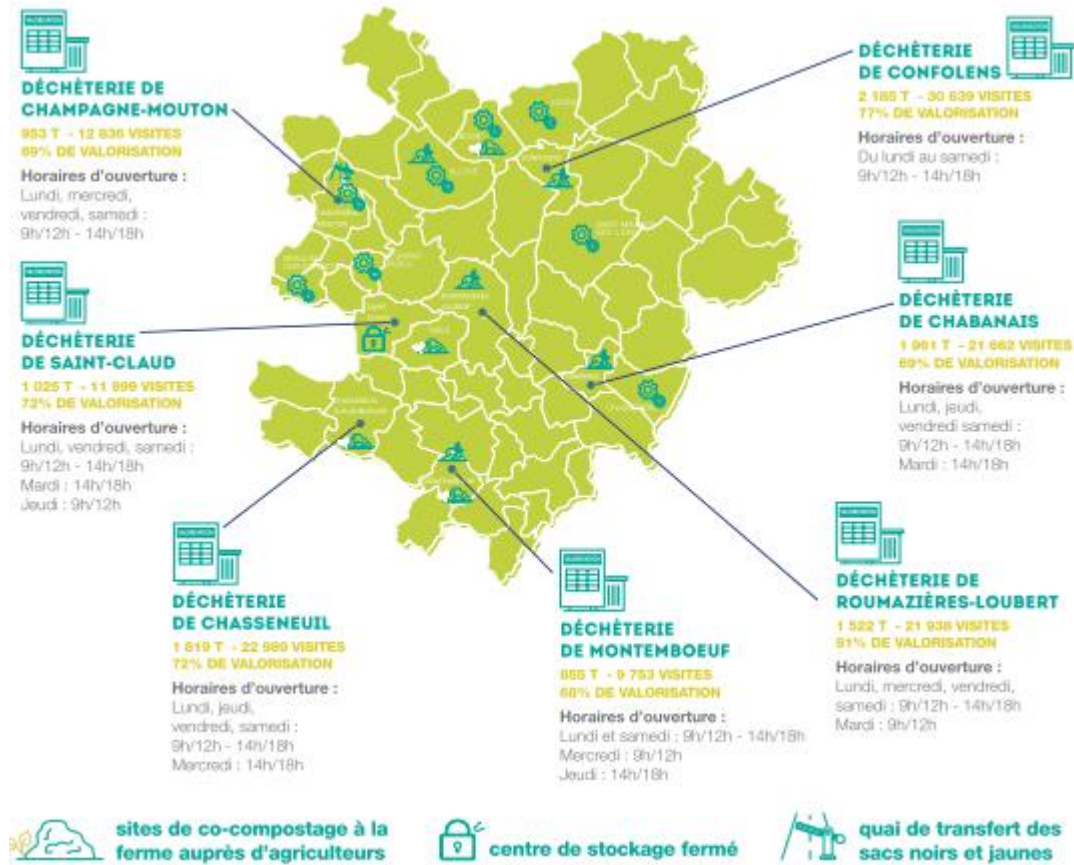 DÉCHÈTERIE DE
CHAMPAGNE-MOUTON
953 T - 12 836 VISITES
69% DE VALORISATION
Horaires d'ouverture :
Lundi, mercredi,
vendredi, samedi :
9h/12h - 14h/18h
DÉCHÈTERIE
DE CONFOLENS
2 185 T - 30 639 VISITES
77% DE VALORISATION
Horaires d'ouverture :
Du lundi au samedi :
9h/12h - 14h/18h
DÉCHÈTERIE
DE SAINT-CLAUD
1 025 T - 11 999 VISITES
72% DE VALORISATION
Horaires d'ouverture :
Lundi, vendredi, samedi :
9h/12h - 14h/18h
Mardi : 14h/18h
Jeudi : 9h/12h
DÉCHÈTERIE
DE CHABANAIS
1 961 T - 21 662 VISITES
69% DE VALORISATION
Horaires d'ouverture :
Lundi, jeudi,
vendredi samedi :
9h/12h - 14h/18h
Mardi : 14h/18h
DÉCHÈTERIE
DE CHASSENEUIL
1 819 T - 22 989 VISITES
72% DE VALORISATION
Horaires d'ouverture :
Lundi, jeudi,
vendredi, samedi :
9h/12h - 14h/18h
Mercredi : 14h/18h
DÉCHÈTERIE
DE MONTEMBOEUF
T - 9 753 VISITES
68% DE VALORISATION
Horaires d'ouverture :
Lundi et samedi : 9h/12h - 14h/18h
Mercredi : 9h/12h
Jeudi : 14h/18h
DÉCHÈTERIE DE
ROUMAZIÈRES-LOUBERT
1 522 T - 21 938 VISITES
81% DE VALORISATION
Horaires d'ouverture :
Lundi, mercredi, vendredi,
samedi : 9h/12h - 14h/18h
Mardi : 9h/12h
sites de co-compostage à la
ferme auprès d'agriculteurs
centre de stockage fermé
quai de transfert des
sacs noirs et jaunes